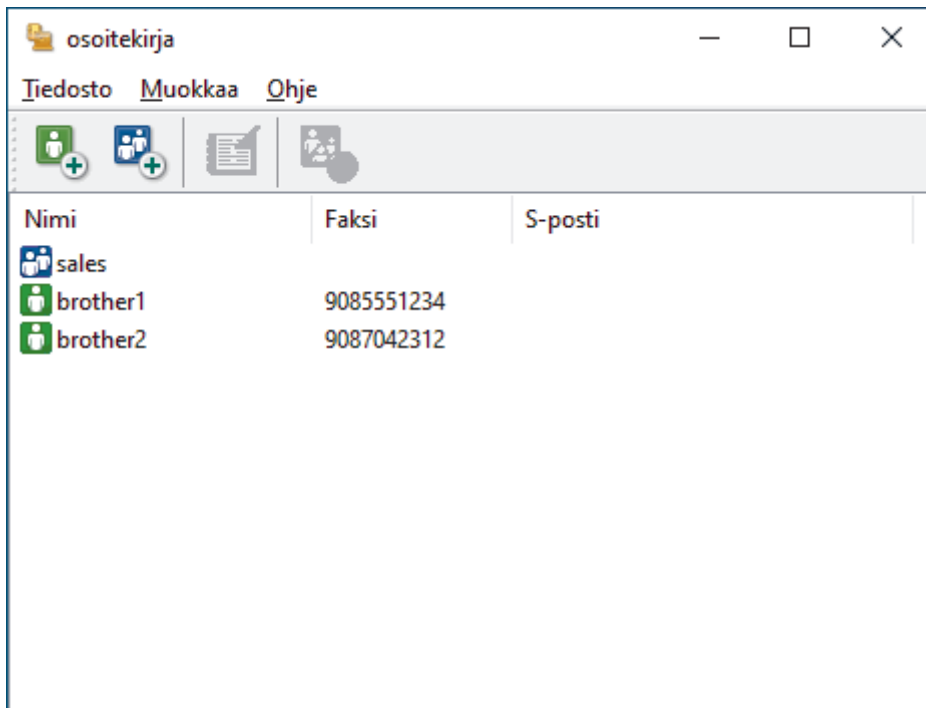 osoitekirja
Tiedosto Muokkaa Ohje
Nimi Faksi S-posti
sales
brother1 9085551234
brother2 9087042312